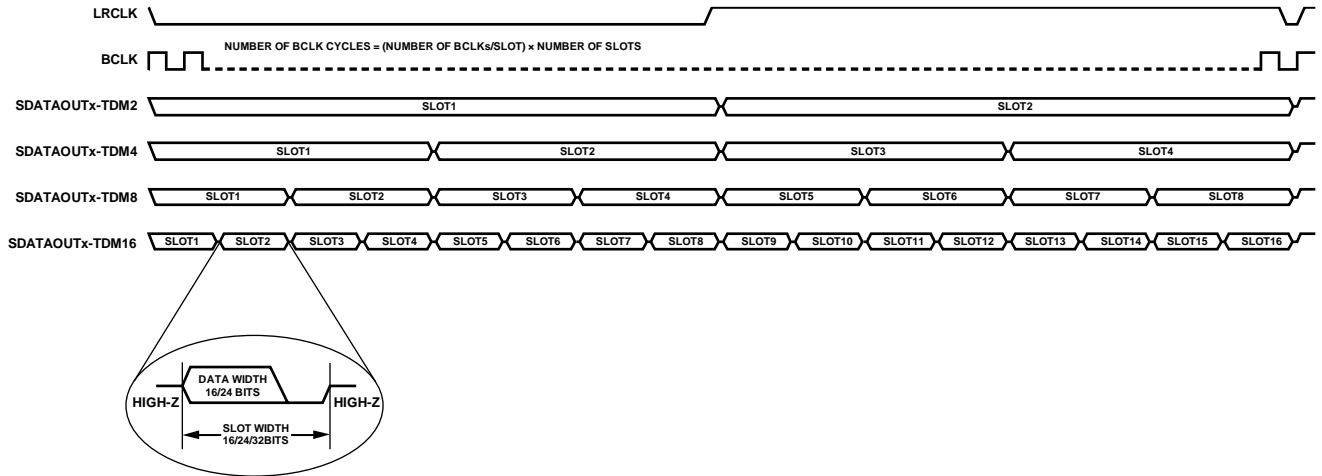 LRCLK
BCLK
NUMBER OF BCLK CYCLES = (NUMBER OF BCLKs/SLOT) × NUMBER OF SLOTS
SDATAOUTx-TDM2 SLOT1 SLOT2
SDATAOUTx-TDM4 SLOT1 SLOT2 SLOT3 SLOT4
SDATAOUTx-TDM8 SLOT1 SLOT2 SLOT3 SLOT4 SLOT5 SLOT6 SLOT7 SLOT8
SDATAOUTx-TDM16 SLOT1 SLOT2 SLOT3 SLOT4 SLOT5 SLOT6 SLOT7 SLOT8 SLOT9 SLOT10 SLOT11 SLOT12 SLOT13 SLOT14 SLOT15 SLOT16
DATA WIDTH
16/24 BITS
HIGH-Z HIGH-Z
SLOT WIDTH
16/24/32BITS